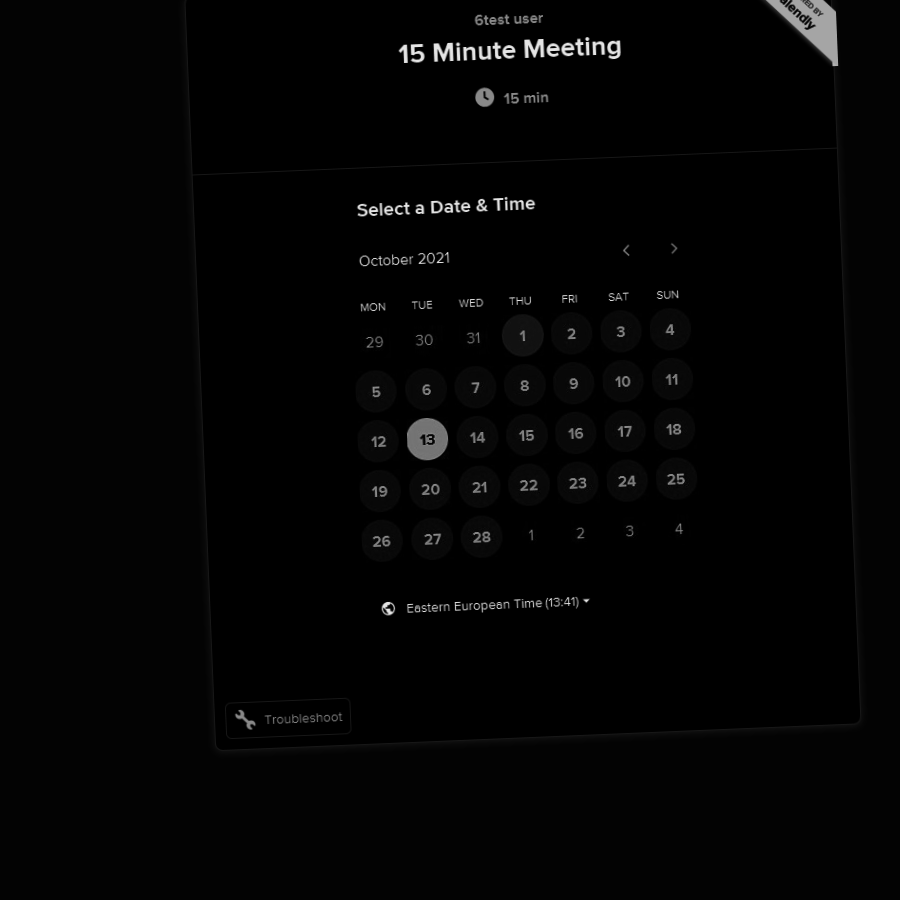 6test user
15 Minute Meeting
15 min
Select a Date & Time
October 2021
MON TUE WED THU FRI SAT SUN
29 30 31 1 2 3 4
5 6 7 8 9 10 11
12 13 14 15 16 17 18
19 20 21 22 23 24 25
26 27 28 1 2 3 4
Eastern European Time (13:41)
Troubleshoot